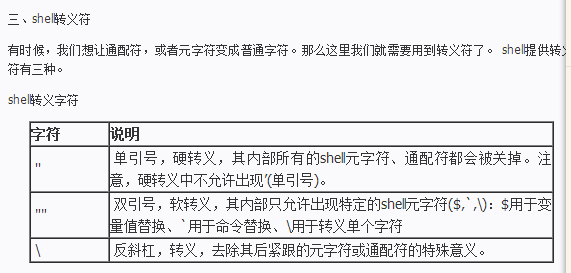 三、shell转义符
有时候，我们想让通配符，或者元字符变成普通字符。那么这里我们就需要用到转义符了。 shell提供转义
符有三种。
shell转义字符
字符 说明
'' 单引号，硬转义，其内部所有的shell元字符、通配符都会被关掉。注
意，硬转义中不允许出现’(单引号)。
"" 双引号，软转义，其内部只允许出现特定的shell元字符($,`,\)：$用于变
量值替换、`用于命令替换、\用于转义单个字符
\ 反斜杠，转义，去除其后紧跟的元字符或通配符的特殊意义。